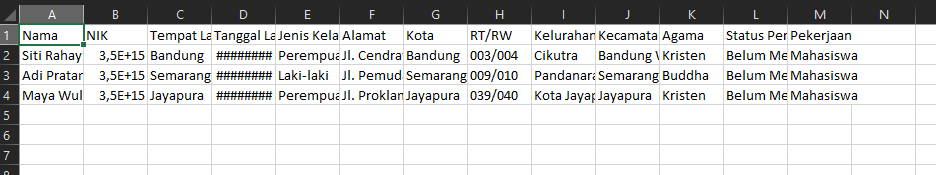 A B C D E F G H I J K L M N
1 Nama NIK Tempat La Tanggal La Jenis Kela Alamat Kota RT/RW Kelurahan Kecamata Agama Status Per Pekerjaan
2 Siti Rahay 3,5E+15 Bandung ######## Perempua Jl. Cendra Bandung 003/004 Cikutra Bandung W Kristen Belum Me Mahasiswa
3 Adi Pratan 3,5E+15 Semarang ######## Laki-laki Jl. Pemuda Semarang 009/010 Pandanara Semarang Buddha Belum Me Mahasiswa
4 Maya Wul 3,5E+15 Jayapura ######## Perempua Jl. Proklan Jayapura 039/040 Kota Jayap Jayapura Kristen Belum Me Mahasiswa
5
6
7